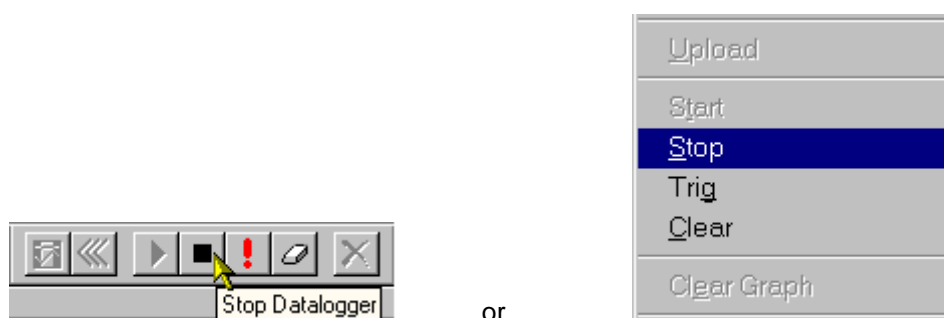 Stop Datalogger
or
Upload
Start
Stop
Trig
Clear
Clear Graph